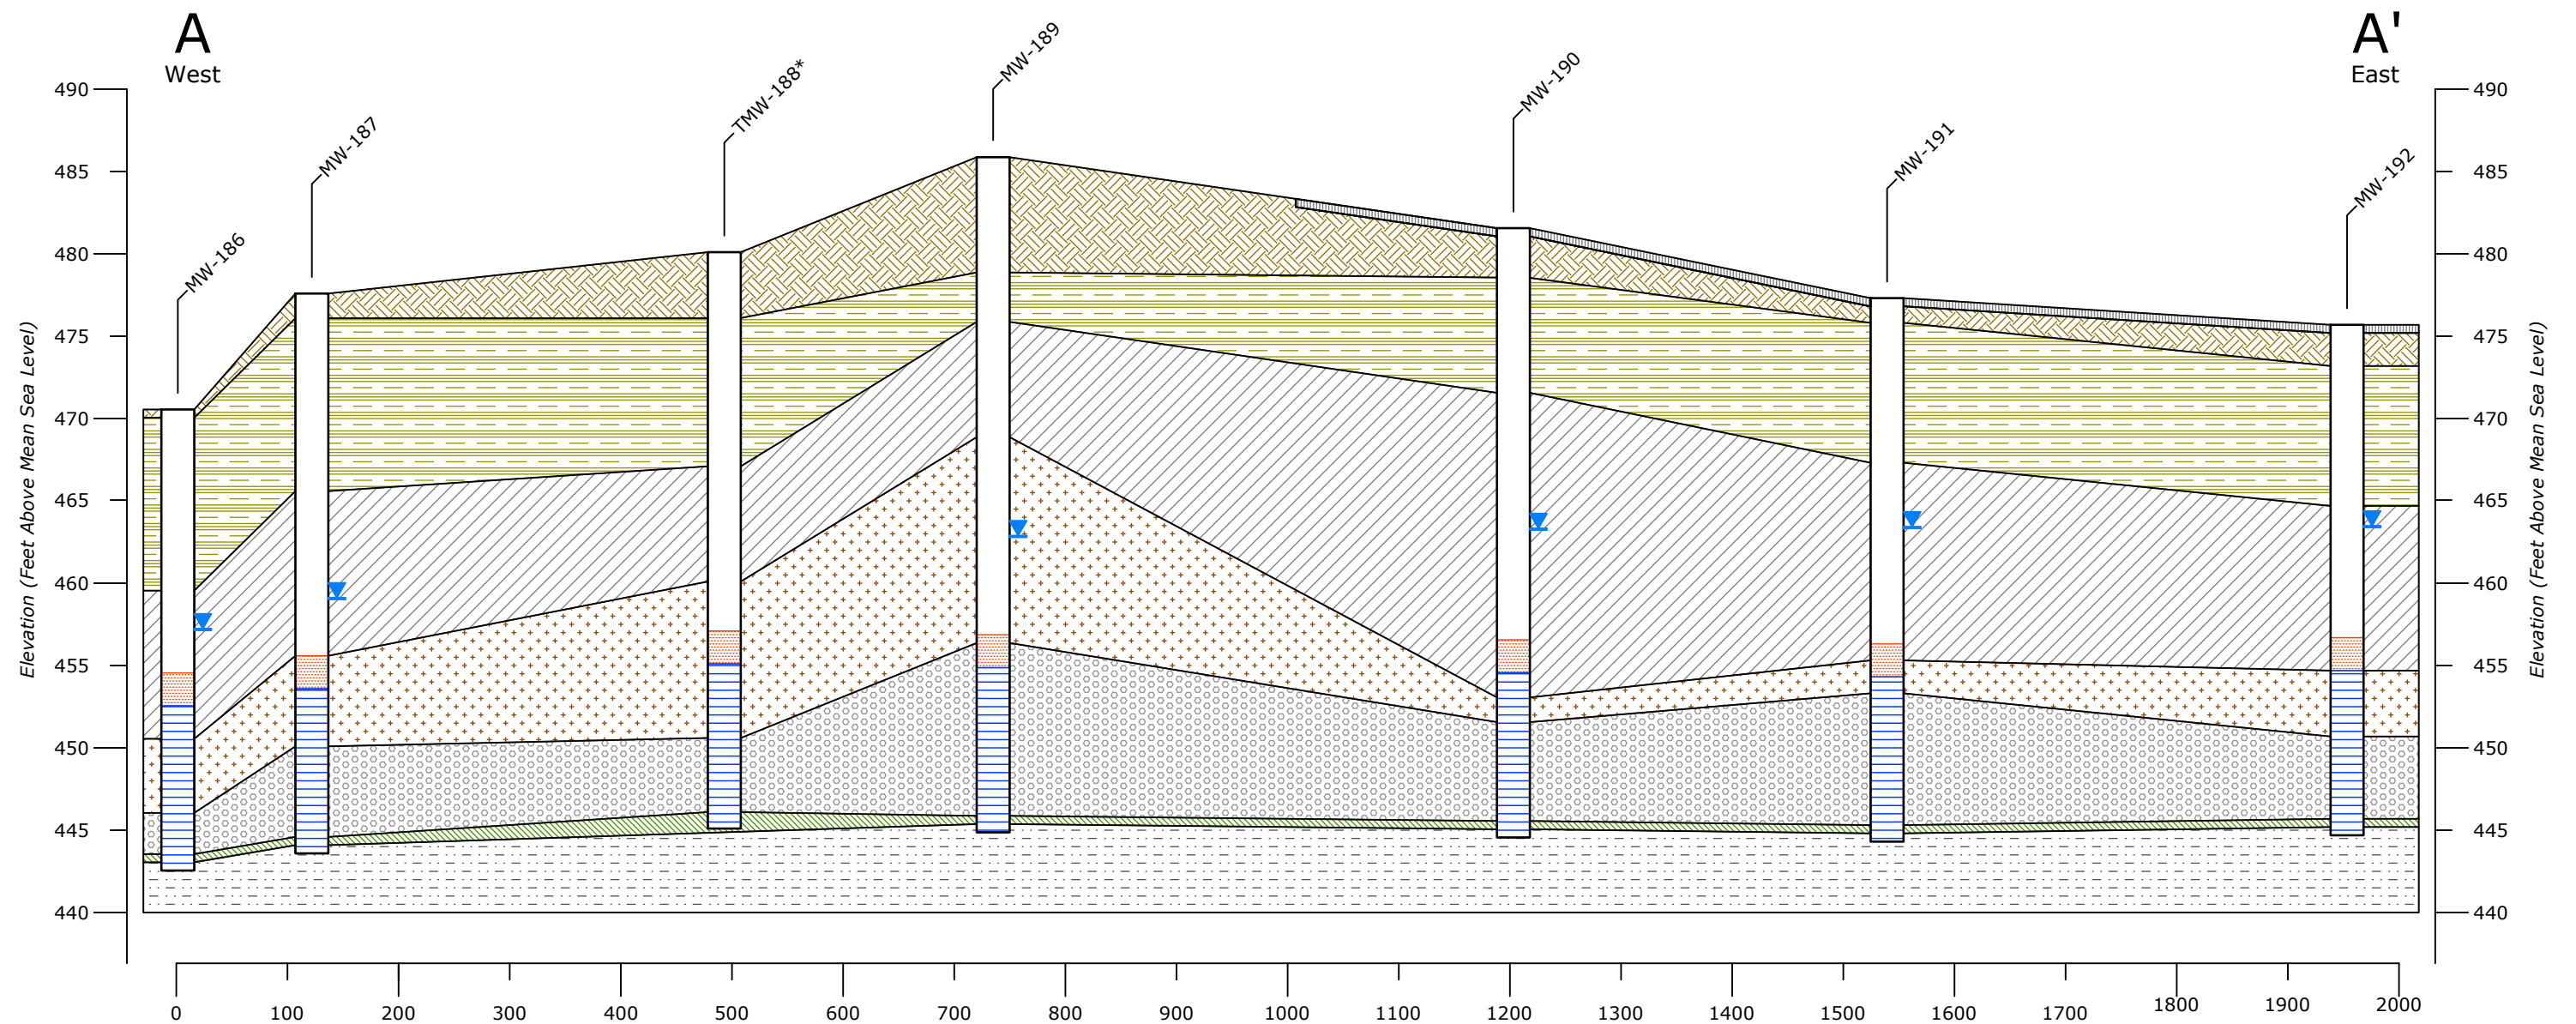 A
West
A'
East
MW-186
MW-187
TMW-188*
MW-189
MW-190
MW-191
MW-192
Elevation (Feet Above Mean Sea Level)
490
485
480
475
470
465
460
455
450
445
440
490
485
480
475
470
465
460
455
450
445
440
Elevation (Feet Above Mean Sea Level)
0 100 200 300 400 500 600 700 800 900 1000 1100 1200 1300 1400 1500 1600 1700 1800 1900 2000